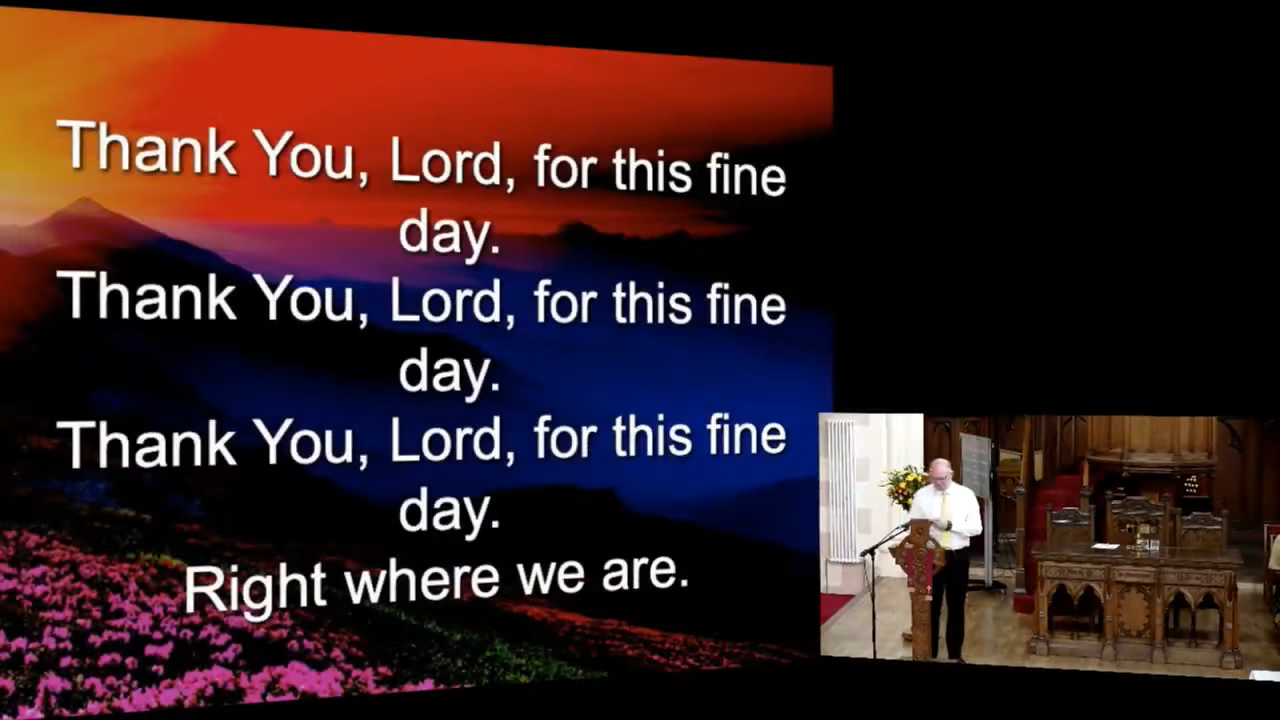 Thank You, Lord, for this fine
day.
Thank You, Lord, for this fine
day.
Thank You, Lord, for this fine
day.
Right where we are.